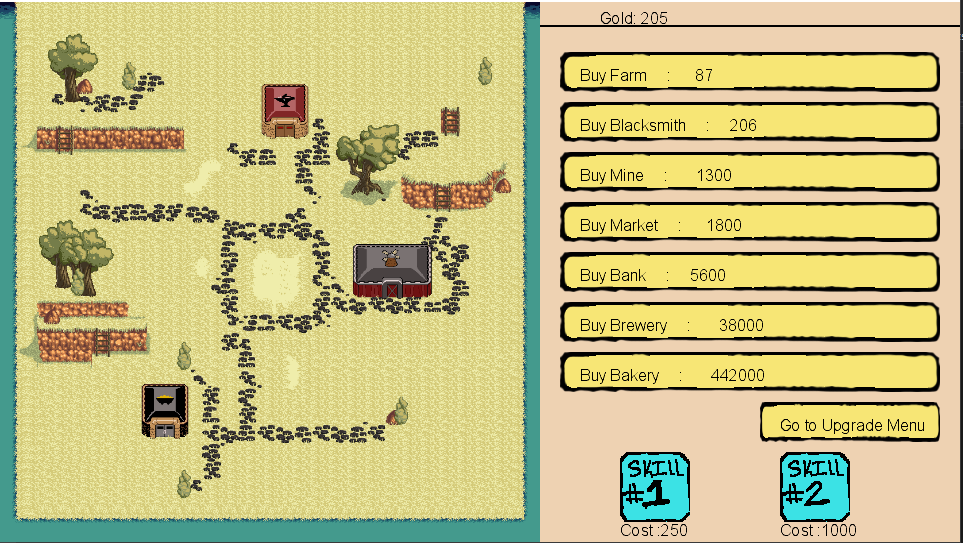 Gold: 205
Buy Farm : 87
Buy Blacksmith : 206
Buy Mine : 1300
Buy Market : 1800
Buy Bank : 5600
Buy Brewery : 38000
Buy Bakery : 442000
Go to Upgrade Menu
SKILL SKILL
#1 #2
Cost :250 Cost :1000